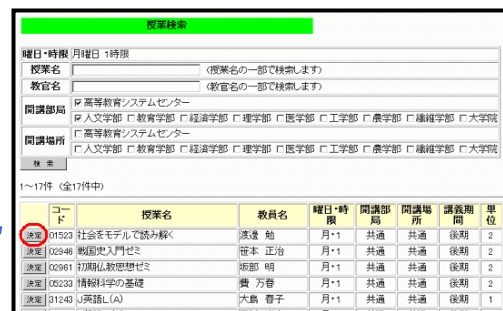 授業検索
曜日・時限 月曜日 1時限
授業名 (授業名の一部で検索します)
教官名 (教官名の一部で検索します)
開講部局 高等教育システムセンター
人文学部 教育学部 経済学部 理学部 医学部 工学部 農学部 繊維学部 大学院
開講場所 高等教育システムセンター
人文学部 教育学部 経済学部 理学部 医学部 工学部 農学部 繊維学部 大学院
検索
1~17件 (全17件中)
コード 授業名 教員名 曜日・時限 開講部局 開講場所 講義期間 単位
決定 01523 社会をモデルで読み解く 渡邉 勉 月・1 共通 共通 後期 2
決定 02946 戦国史入門ゼミ 笹本 正治 月・1 共通 共通 後期 2
決定 02961 初期仏教思想ゼミ 坂部 明 月・1 共通 共通 後期 2
決定 05233 情報科学の基礎 費 万春 月・1 共通 共通 後期 2
決定 31243 J英語L(A) 大島 春子 月・1 共通 共通 後期 1